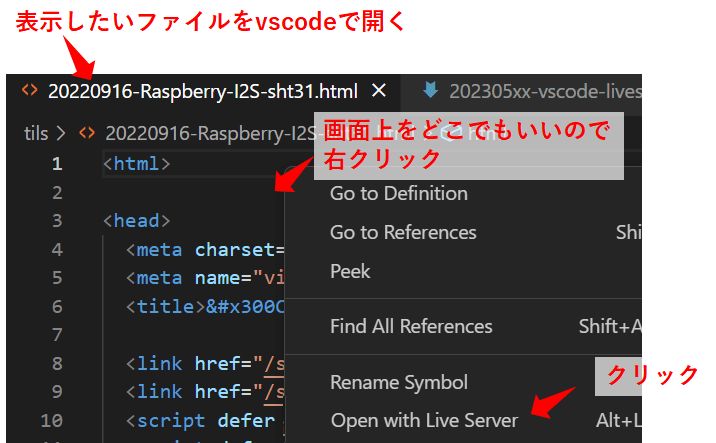 表示したいファイルをvscodeで開く
20220916-Raspberry-I2S-sht31.html
202305xx-vscode-lives
tils > 20220916-Raspberry-I2S-
画面上をどこでもいいので
右クリック
1 <html>
2
3 <head>
4 <meta charset=
5 <meta name="vi
6 <title>&#x300C
7
8 <link href="/s
9 <link href="/s
10 <script defer
Go to Definition
Go to References Shi
Peek
Find All References Shift+A
Rename Symbol
クリック
Open with Live Server Alt+L